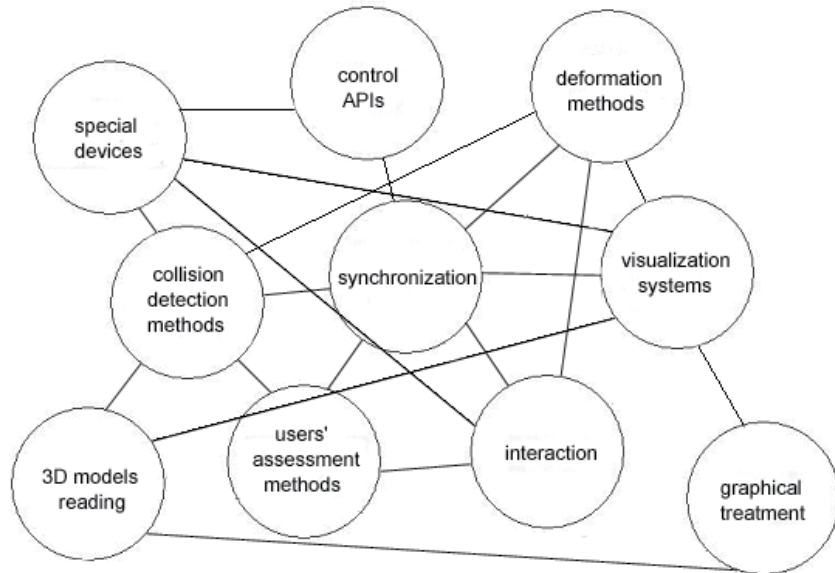 control
APIs
deformation
methods
special
devices
collision
detection
methods
synchronization
visualization
systems
3D models
reading
users'
assessment
methods
interaction
graphical
treatment